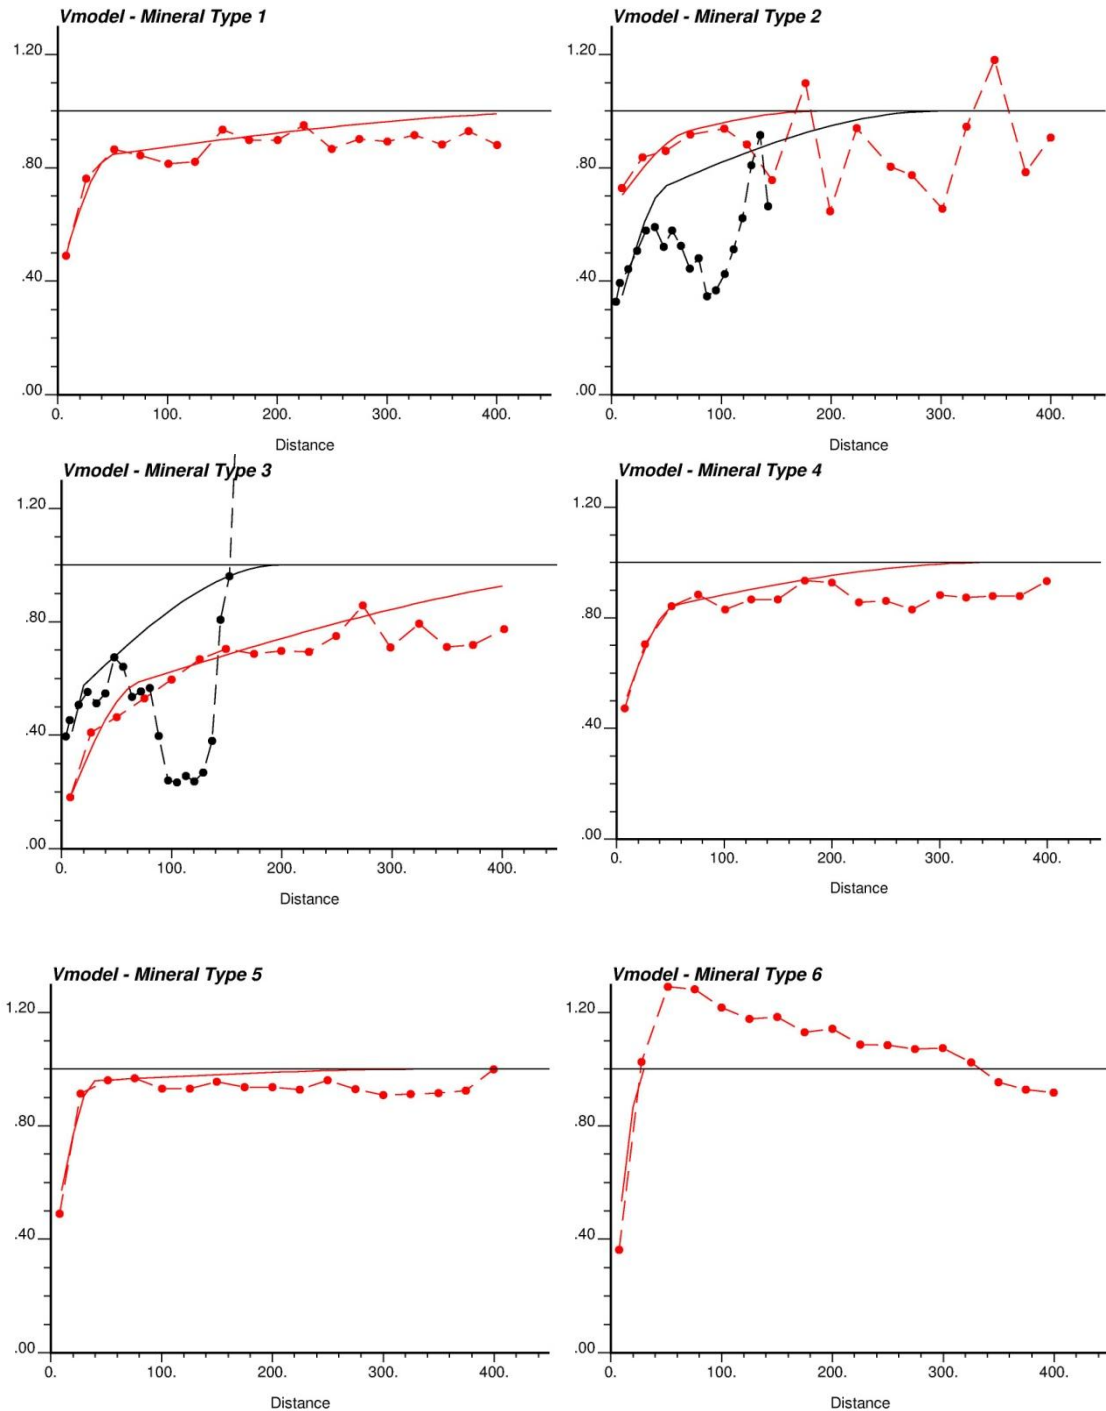 Vmodel - Mineral Type 1
1.20
.80
.40
.00
0. 100. 200. 300. 400.
Distance
Vmodel - Mineral Type 2
1.20
.80
.40
.00
0. 100. 200. 300. 400.
Distance
Vmodel - Mineral Type 3
1.20
.80
.40
.00
0. 100. 200. 300. 400.
Distance
Vmodel - Mineral Type 4
1.20
.80
.40
.00
0. 100. 200. 300. 400.
Distance
Vmodel - Mineral Type 5
1.20
.80
.40
.00
0. 100. 200. 300. 400.
Distance
Vmodel - Mineral Type 6
1.20
.80
.40
.00
0. 100. 200. 300. 400.
Distance